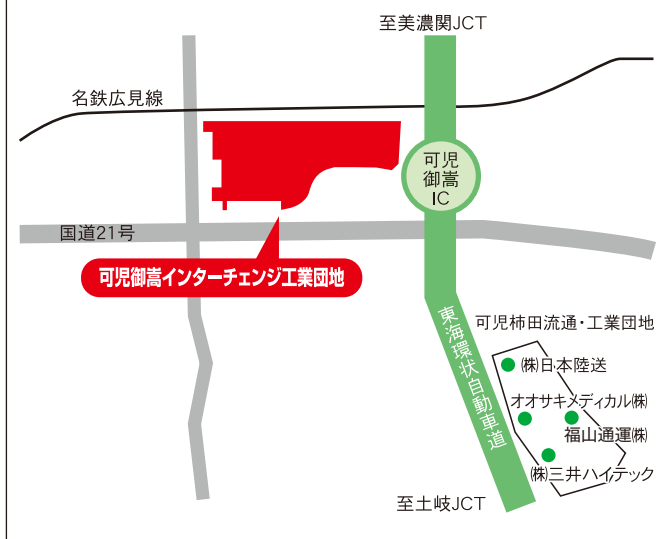 至美濃関JCT
名鉄広見線
可児
御嵩
IC
国道21号
可児御嵩インターチェンジ工業団地
東海環状自動車道
可児柿田流通・工業団地
㈱日本陸送
オオサキメディカル㈱
福山通運㈱
㈱三井ハイテック
至土岐JCT